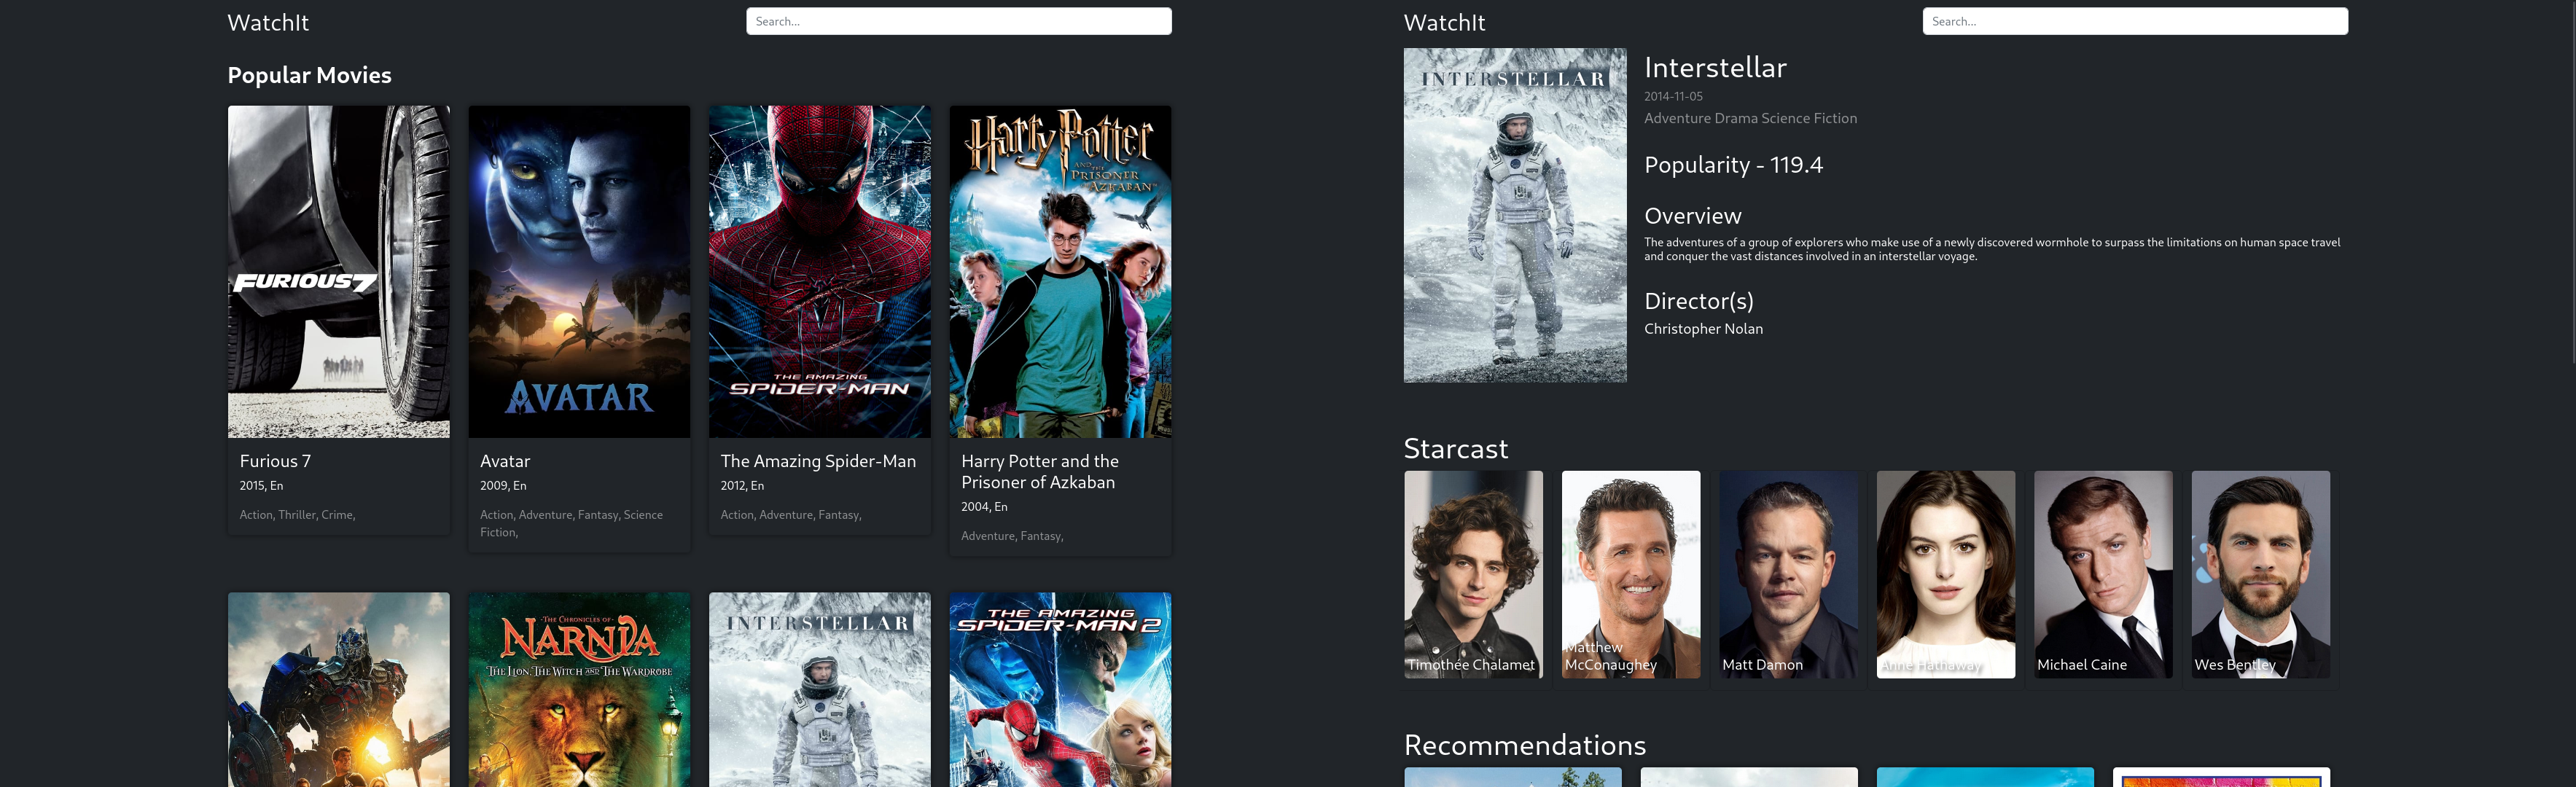 WatchIt
Search...
Popular Movies
FURIOUS 7
AVATAR
THE AMAZING
SPIDER-MAN
Harry Potter
AND THE
PRISONER
OF AZKABAN
Furious 7
2015, En
Action, Thriller, Crime,
Avatar
2009, En
Action, Adventure, Fantasy, Science
Fiction,
The Amazing Spider-Man
2012, En
Action, Adventure, Fantasy,
Harry Potter and the
Prisoner of Azkaban
2004, En
Adventure, Fantasy,
THE CHRONICLES OF
NARNIA
THE LION, THE WITCH AND THE WARDROBE
INTERSTELLAR
THE AMAZING
SPIDER-MAN 2
WatchIt
Search...
INTERSTELLAR
Interstellar
2014-11-05
Adventure Drama Science Fiction
Popularity - 119.4
Overview
The adventures of a group of explorers who make use of a newly discovered wormhole to surpass the limitations on human space travel
and conquer the vast distances involved in an interstellar voyage.
Director(s)
Christopher Nolan
Starcast
Timothée Chalamet
Matthew
McConaughey
Matt Damon
Anne Hathaway
Michael Caine
Wes Bentley
Recommendations